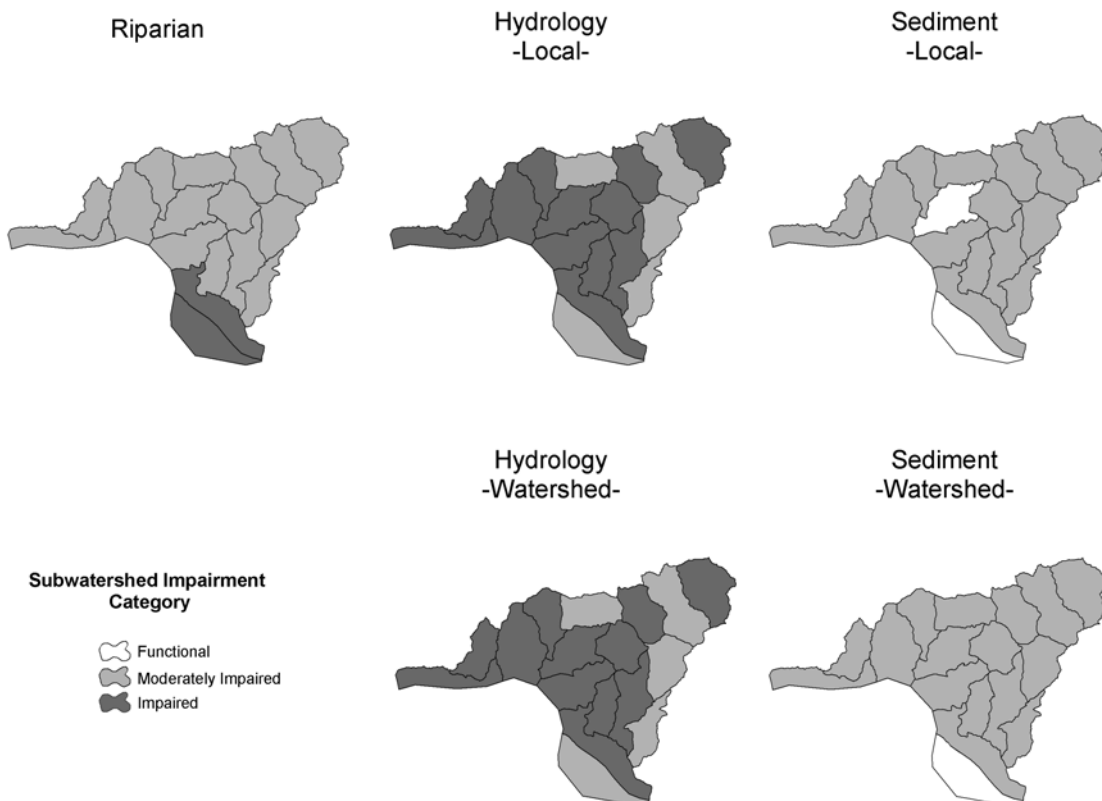 Riparian
Hydrology
-Local-
Sediment
-Local-
Hydrology
-Watershed-
Sediment
-Watershed-
Subwatershed Impairment
Category
Functional
Moderately Impaired
Impaired